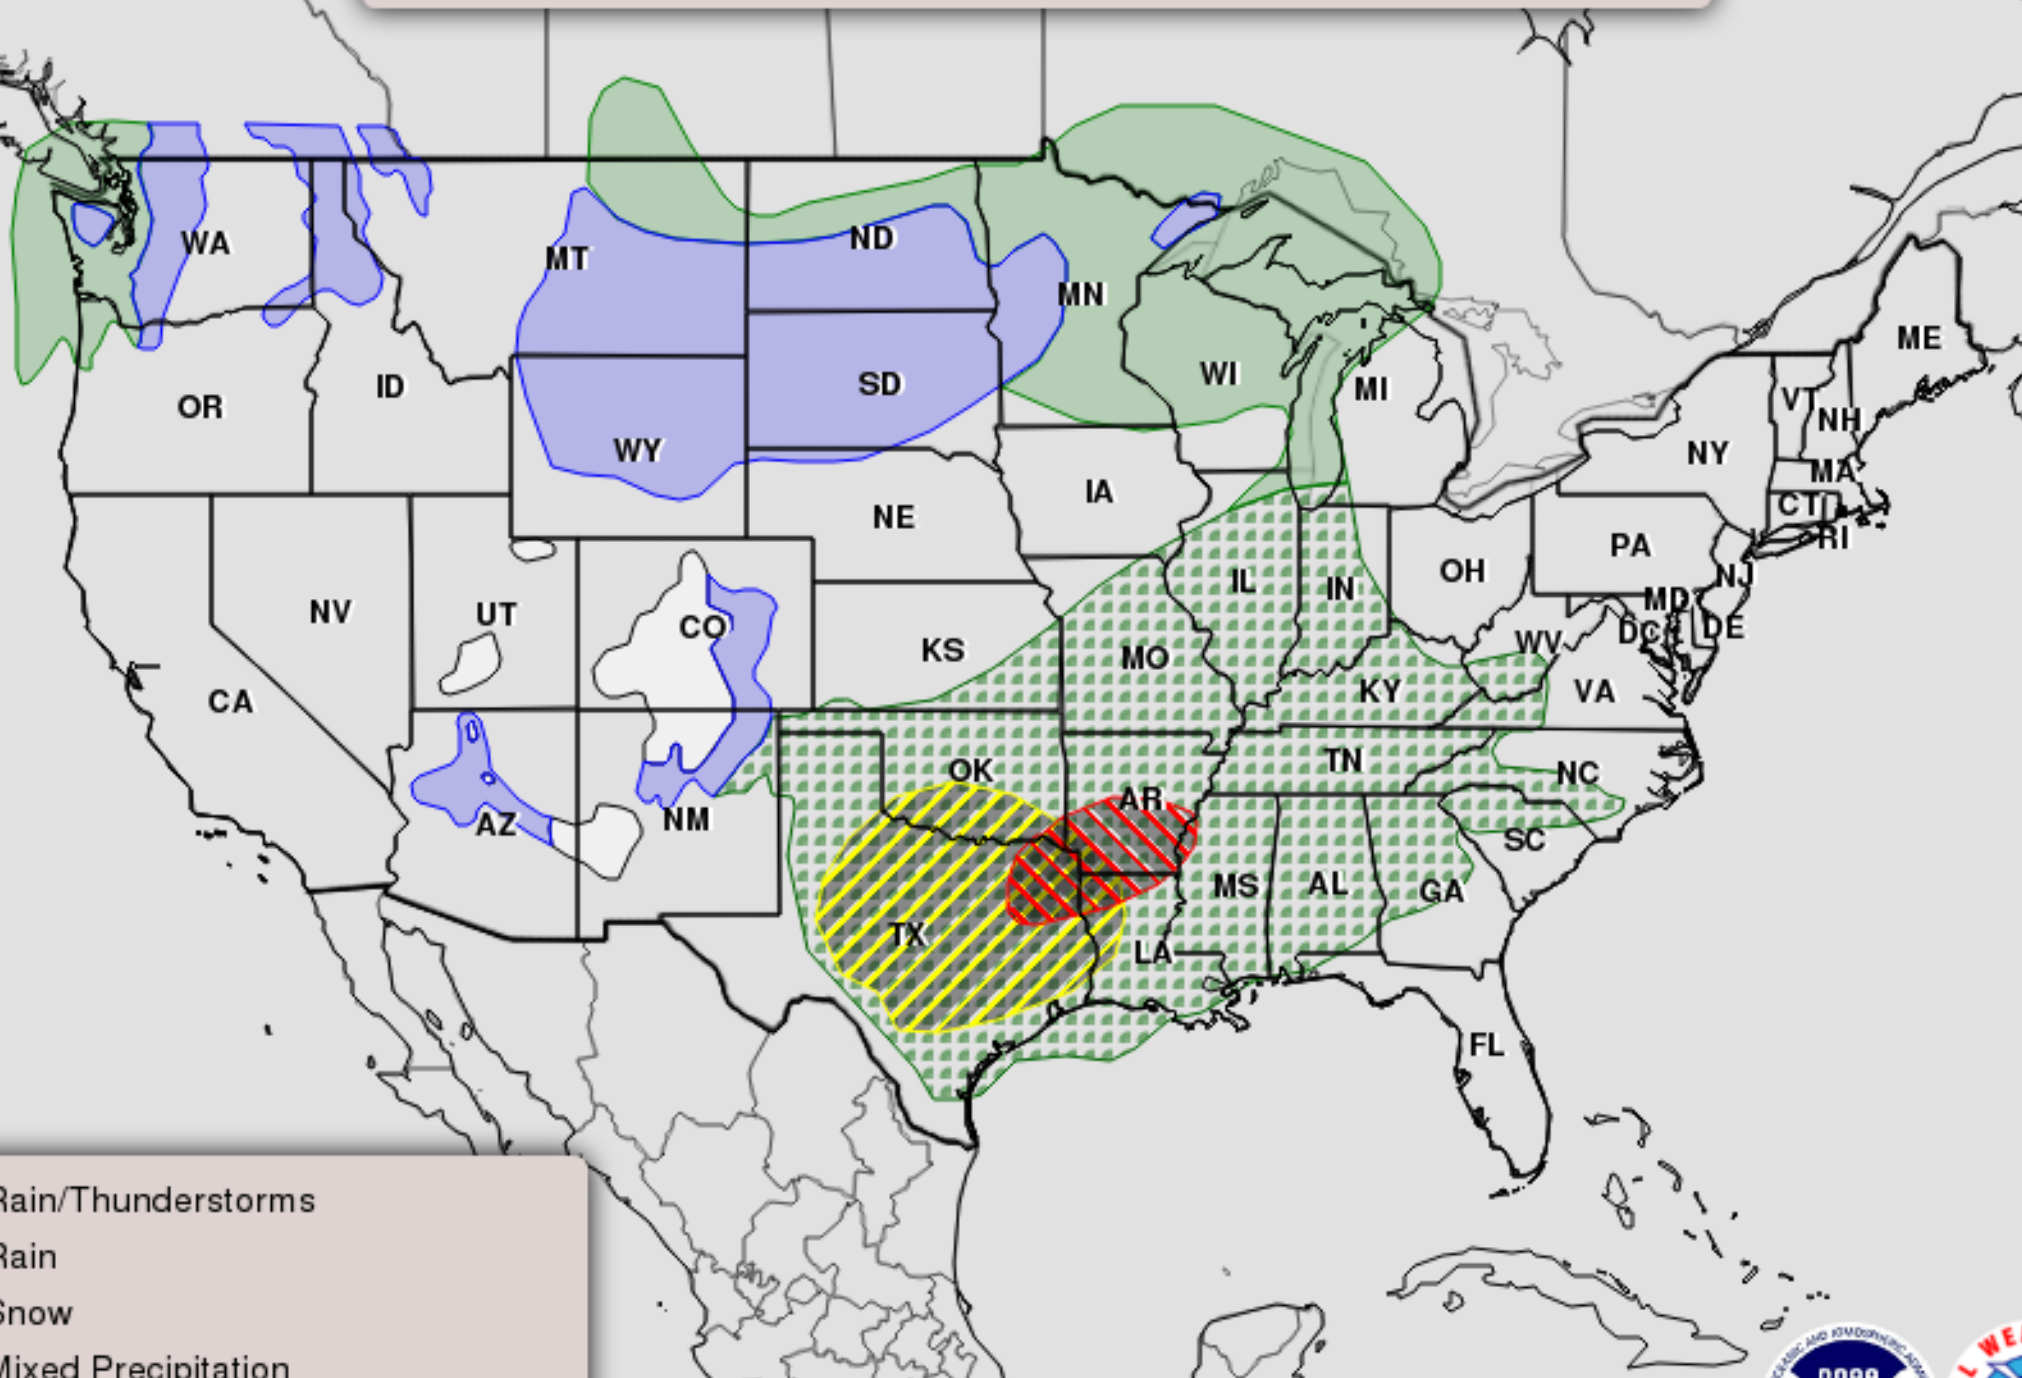 WA
MT
ND
MN
ME
WI
MI
VT
NH
OR
ID
SD
WY
NY
MA
IA
CT
NE
RI
PA
NJ
OH
IL
IN
MD
DE
DC
NV
UT
CO
KS
MO
WV
VA
CA
KY
OK
TN
NC
AR
AZ
NM
SC
MS
AL
GA
TX
LA
FL
Rain/Thunderstorms
Rain
Snow
Mixed Precipitation